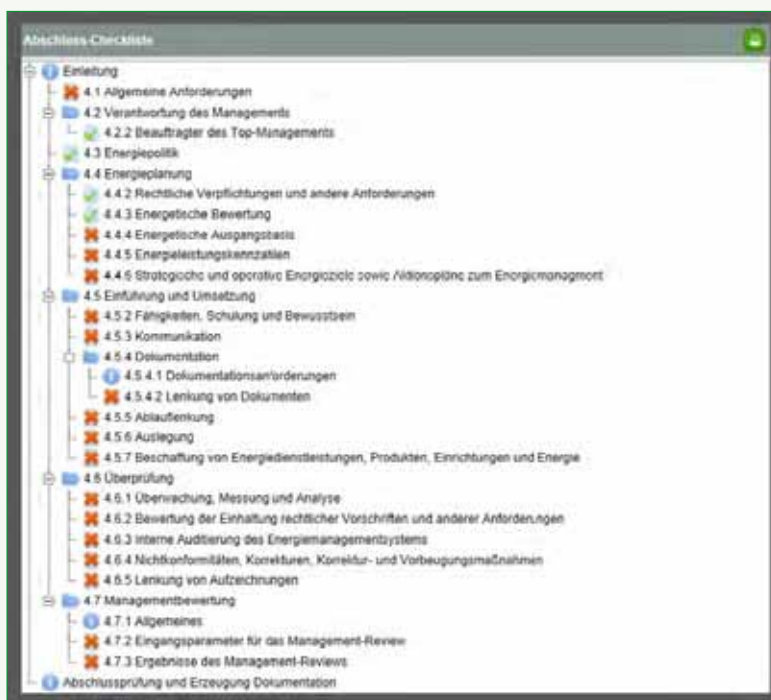 Abschluss-Checkliste
Einleitung
4.1 Allgemeine Anforderungen
4.2 Verantwortung des Managements
4.2.2 Beauftragter des Top-Managements
4.3 Energiepolitik
4.4 Energieplanung
4.4.2 Rechtliche Verpflichtungen und andere Anforderungen
4.4.3 Energetische Bewertung
4.4.4 Energetische Ausgangsbasis
4.4.5 Energieleistungskennzahlen
4.4.6 Strategische und operative Energieziele sowie Aktionspläne zum Energiemanagment
4.5 Einführung und Umsetzung
4.5.2 Fähigkeiten, Schulung und Bewusstsein
4.5.3 Kommunikation
4.5.4 Dokumentation
4.5.4.1 Dokumentationsanforderungen
4.5.4.2 Lenkung von Dokumenten
4.5.5 Ablauflenkung
4.5.6 Auslegung
4.5.7 Beschaffung von Energiedienstleistungen, Produkten, Einrichtungen und Energie
4.6 Überprüfung
4.6.1 Überwachung, Messung und Analyse
4.6.2 Bewertung der Einhaltung rechtlicher Vorschriften und anderer Anforderungen
4.6.3 Interne Auditierung des Energiemanagementsystems
4.6.4 Nichtkonformitäten, Korrekturen, Korrektur- und Vorbeugungsmaßnahmen
4.6.5 Lenkung von Aufzeichnungen
4.7 Managementbewertung
4.7.1 Allgemeines
4.7.2 Eingangsparameter für das Management-Review
4.7.3 Ergebnisse des Management-Reviews
Abschlussprüfung und Erzeugung Dokumentation